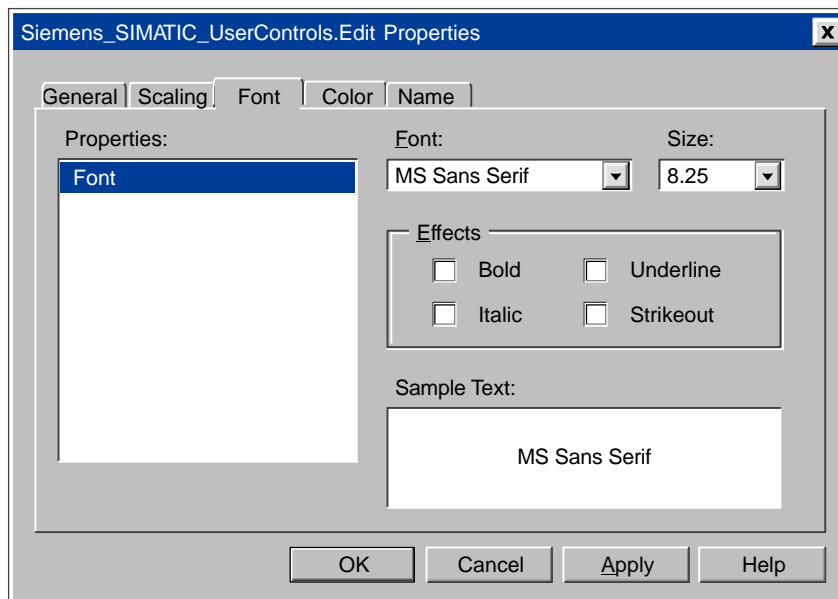 Siemens_SIMATIC_UserControls.Edit Properties
General Scaling Font Color Name
Properties:
Font
Font: Size:
MS Sans Serif 8.25
Effects
Bold Underline
Italic Strikeout
Sample Text:
MS Sans Serif
OK Cancel Apply Help